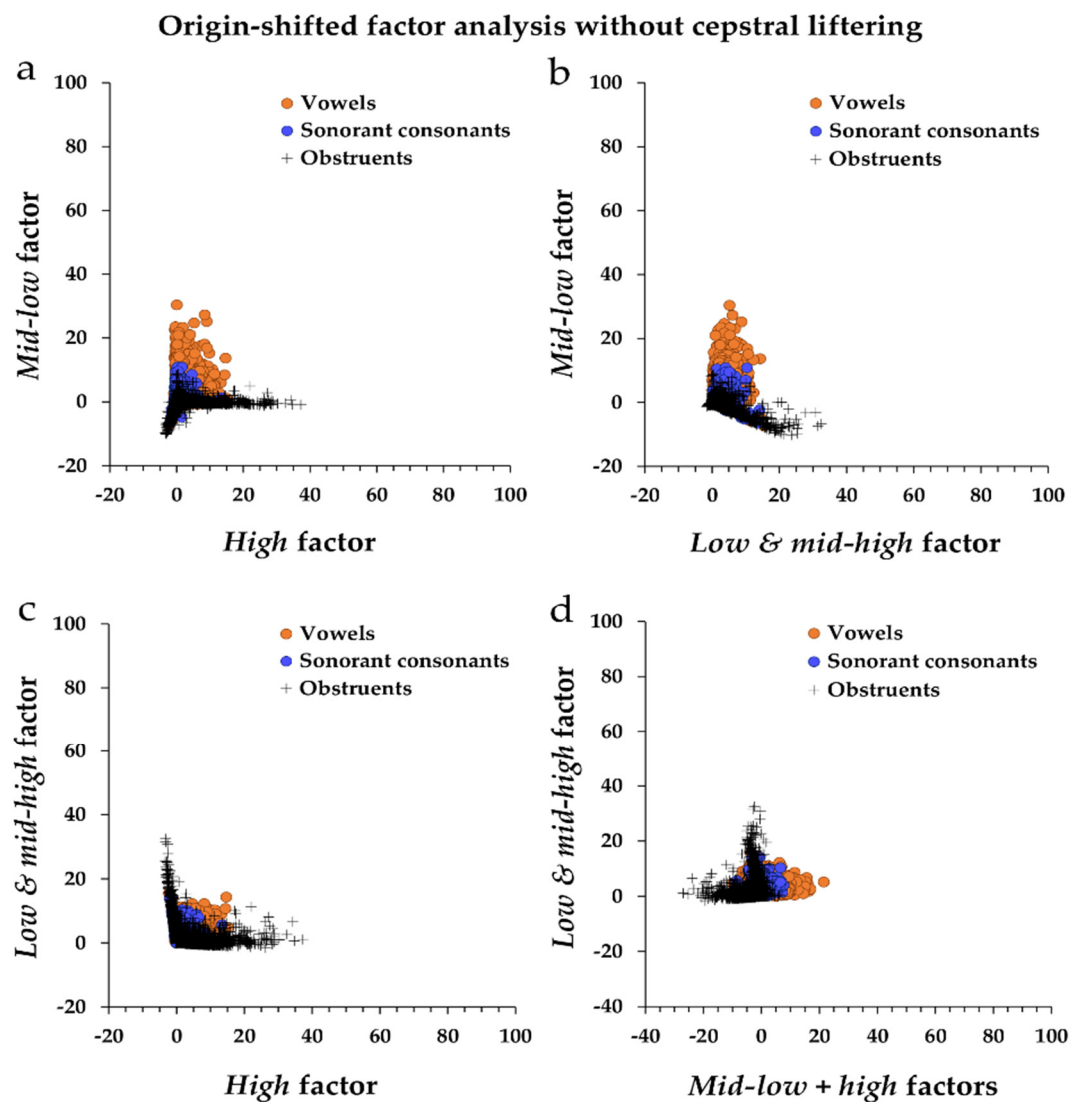 Origin-shifted factor analysis without cepstral liftering
a
100
80
60
40
20
0
-20
Mid-low factor
Vowels
Sonorant consonants
Obstruents
-20 0 20 40 60 80 100
High factor
b
100
80
60
40
20
0
-20
Mid-low factor
Vowels
Sonorant consonants
Obstruents
-20 0 20 40 60 80 100
Low & mid-high factor
c
100
80
60
40
20
0
-20
Low & mid-high factor
Vowels
Sonorant consonants
Obstruents
-20 0 20 40 60 80 100
High factor
d
100
80
60
40
20
0
-20
-40
Low & mid-high factor
Vowels
Sonorant consonants
Obstruents
-40 -20 0 20 40 60 80 100
Mid-low + high factors